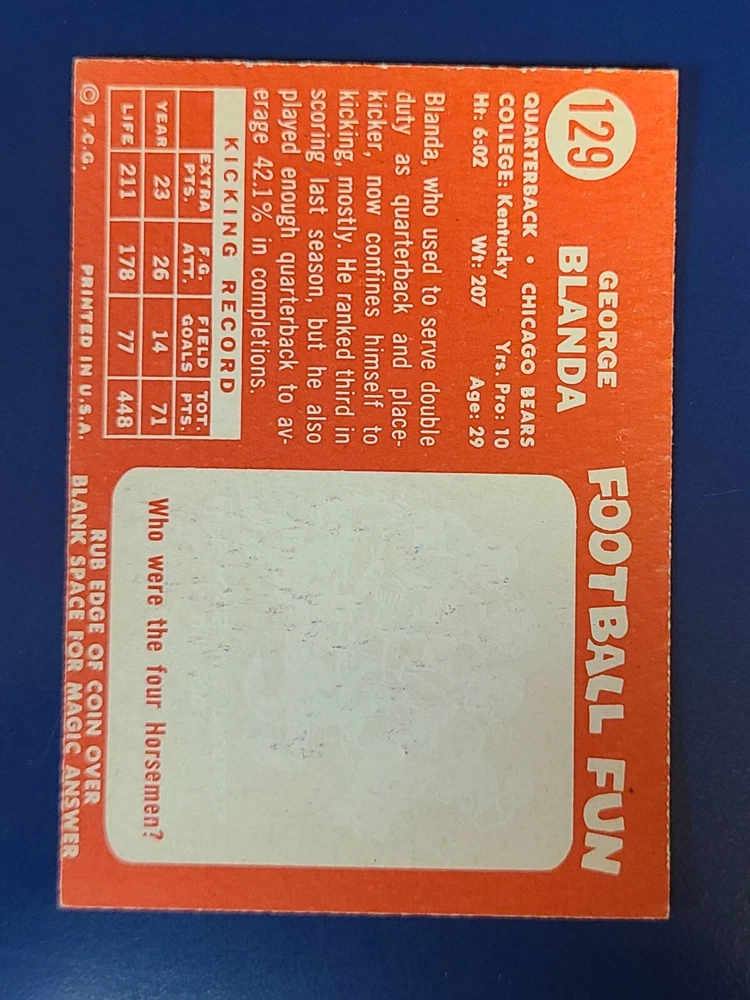 129
GEORGE
BLANDA
QUARTERBACK • CHICAGO BEARS
COLLEGE: Kentucky Yrs. Pro: 10
Ht: 6:02 Wt: 207 Age: 29
Blanda, who used to serve double
duty as quarterback and place-
kicker, now confines himself to
kicking mostly. He ranked third in
scoring last season, but he also
played enough quarterback to av-
erage 42.1% in completions.
KICKING RECORD
EXTRA PTS. F.G. ATT. FIELD GOALS TOT. PTS.
YEAR 23 26 14 71
LIFE 211 178 77 448
© T.C.G. PRINTED IN U.S.A.
FOOTBALL FUN
Who were the four Horsemen?
RUB EDGE OF COIN OVER
BLANK SPACE FOR MAGIC ANSWER